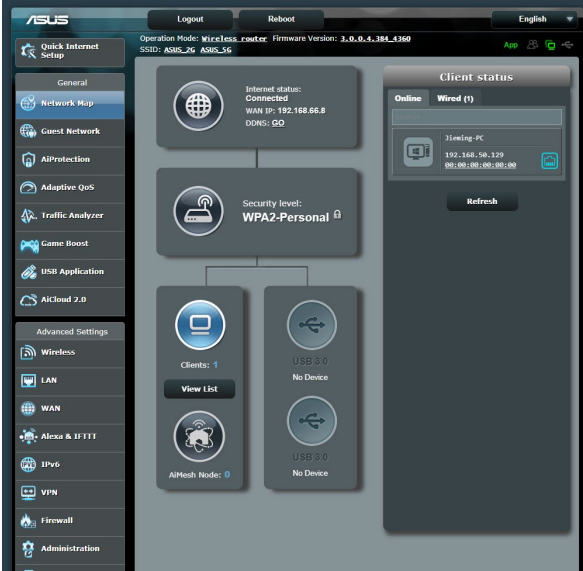 ASUS
Logout
Reboot
English
Operation Mode: Wireless router Firmware Version: 3.0.0.4.384_4360
SSID: ASUS_2G ASUS_5G
App
Quick Internet
Setup
General
Network Map
Guest Network
AiProtection
Adaptive QoS
Traffic Analyzer
Game Boost
USB Application
AiCloud 2.0
Advanced Settings
Wireless
LAN
WAN
Alexa & IFTTT
IPv6
VPN
Firewall
Administration
Internet status:
Connected
WAN IP: 192.168.66.8
DDNS: GO
Security level:
WPA2-Personal
Clients: 1
View List
AiMesh Node: 0
USB 3.0
No Device
USB 3.0
No Device
Client status
Online
Wired (1)
Jieming-PC
192.168.50.129
00:00:00:00:00:00
Refresh